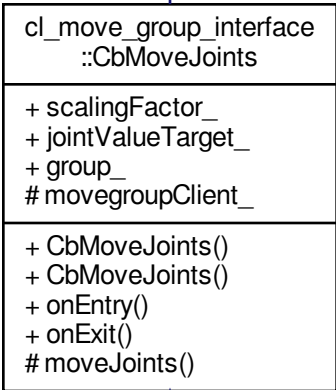 cl_move_group_interface
::CbMoveJoints
+ scalingFactor_
+ jointValueTarget_
+ group_
# movegroupClient_
+ CbMoveJoints()
+ CbMoveJoints()
+ onEntry()
+ onExit()
# moveJoints()